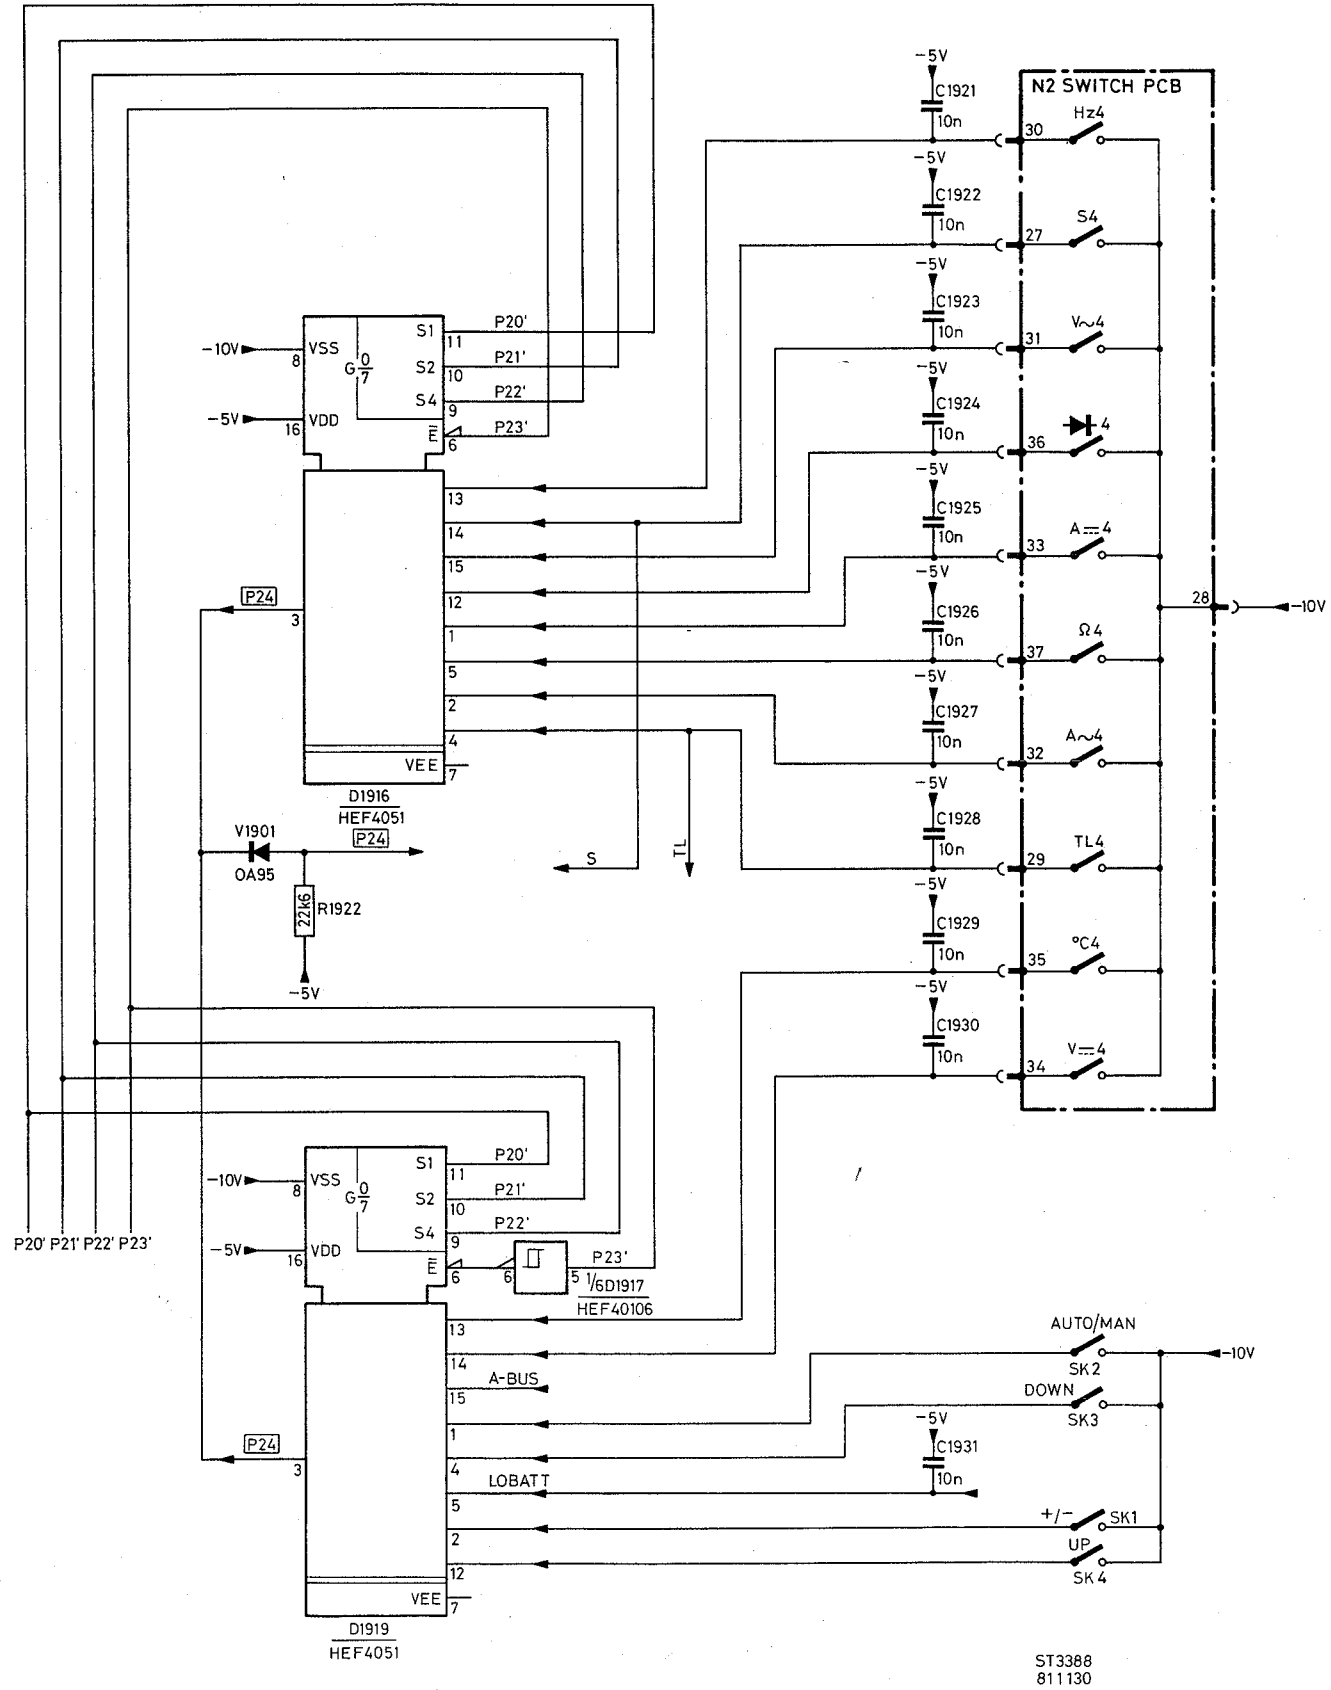 -5V
C1921
10n
N2 SWITCH PCB
Hz4
30
-5V
C1922
10n
S4
27
-5V
C1923
10n
V~4
31
-5V
C1924
10n
4
36
-5V
C1925
10n
A⎓4
33
-5V
C1926
10n
Ω4
37
28
-10V
-5V
C1927
10n
A~4
32
-5V
C1928
10n
TL4
29
-5V
C1929
10n
°C4
35
-5V
C1930
10n
V⎓4
34
-10V
8
VSS
G 0/7
S1
11
P20'
S2
10
P21'
-5V
16
VDD
S4
9
P22'
E̅
6
P23'
13
14
15
12
P24
3
1
5
2
4
VEE
7
D1916
HEF4051
S
TL
V1901
OA95
P24
22k6
R1922
-5V
P20' P21' P22' P23'
-10V
8
VSS
G 0/7
S1
11
P20'
S2
10
P21'
-5V
16
VDD
S4
9
P22'
E̅
6
6
5
P23'
1/6D1917
HEF40106
13
14
A-BUS
15
1
P24
3
4
LOBATT
5
2
12
VEE
7
D1919
HEF4051
AUTO/MAN
SK2
-10V
DOWN
SK3
-5V
C1931
10n
+/-
SK1
UP
SK4
ST3388
811130